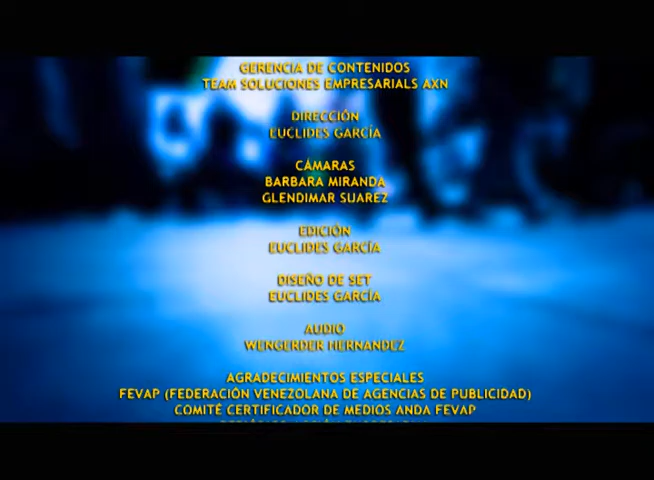 GERENCIA DE CONTENIDOS
TEAM SOLUCIONES EMPRESARIALS AXN
DIRECCIÓN
EUCLIDES GARCÍA
CÁMARAS
BARBARA MIRANDA
GLENDIMAR SUAREZ
EDICIÓN
EUCLIDES GARCÍA
DISEÑO DE SET
EUCLIDES GARCÍA
AUDIO
WENGERDER HERNANDEZ
AGRADECIMIENTOS ESPECIALES
FEVAP (FEDERACIÓN VENEZOLANA DE AGENCIAS DE PUBLICIDAD)
COMITÉ CERTIFICADOR DE MEDIOS ANDA FEVAP